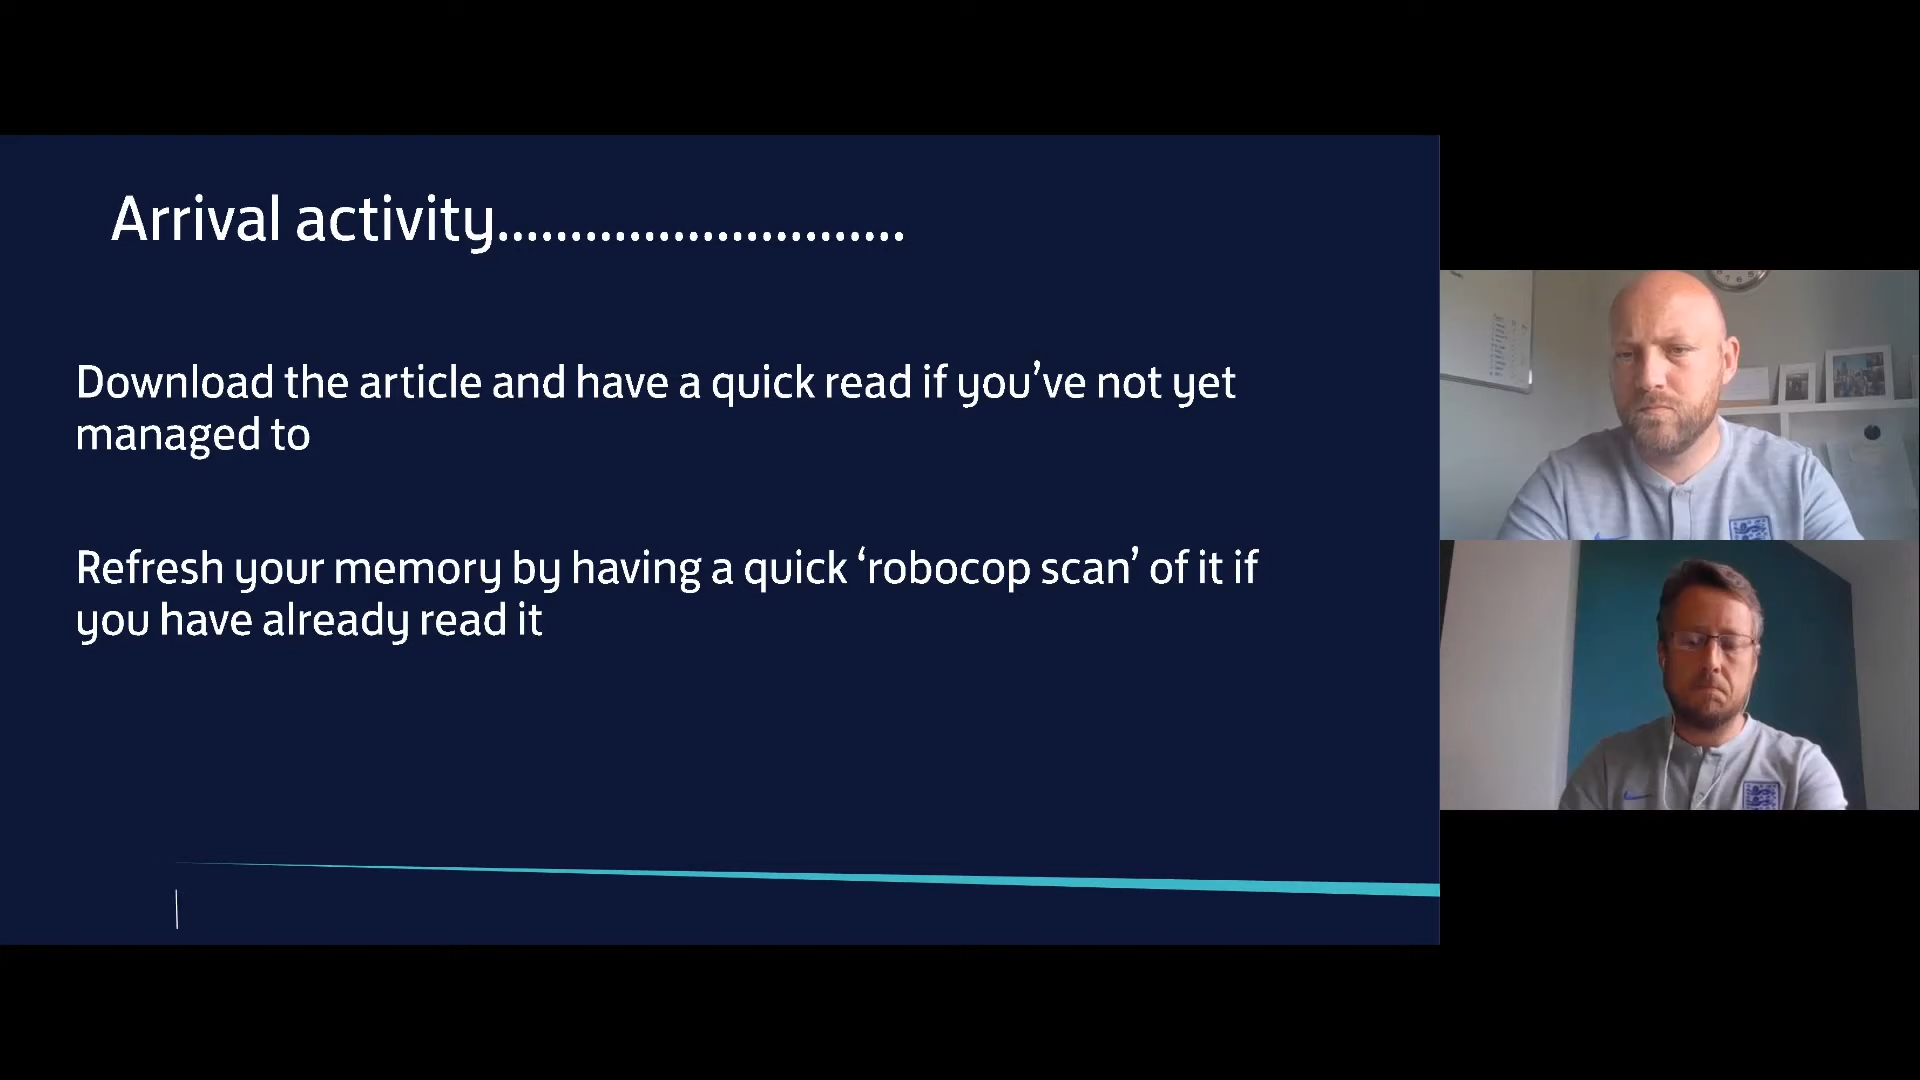 Arrival activity............................
Download the article and have a quick read if you’ve not yet
managed to
Refresh your memory by having a quick ‘robocop scan’ of it if
you have already read it